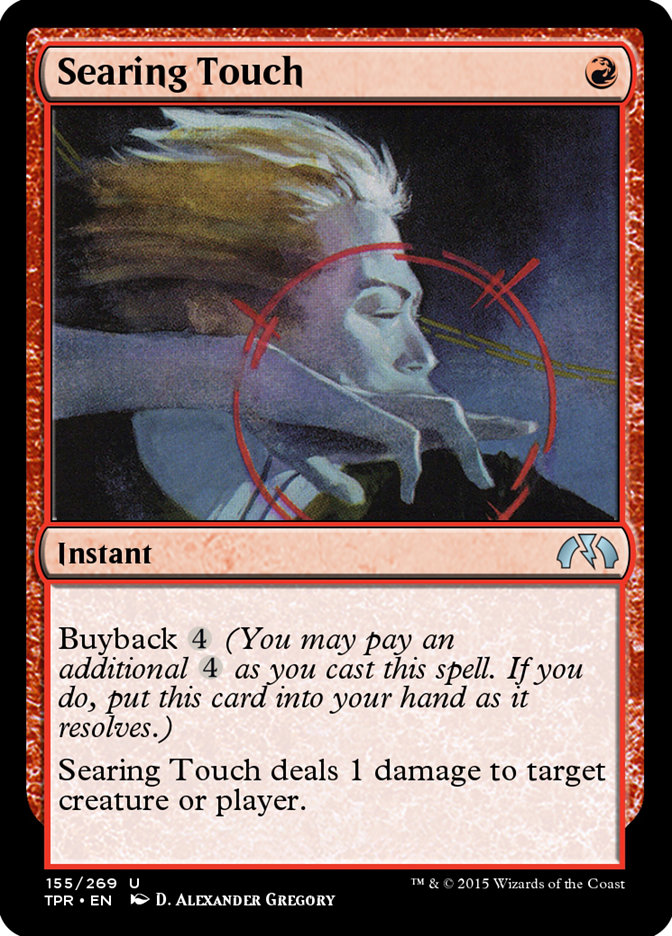 Searing Touch
Instant
Buyback 4 (You may pay an
additional 4 as you cast this spell. If you
do, put this card into your hand as it
resolves.)
Searing Touch deals 1 damage to target
creature or player.
155/269 U
™ & © 2015 Wizards of the Coast
TPR • EN D. Alexander Gregory